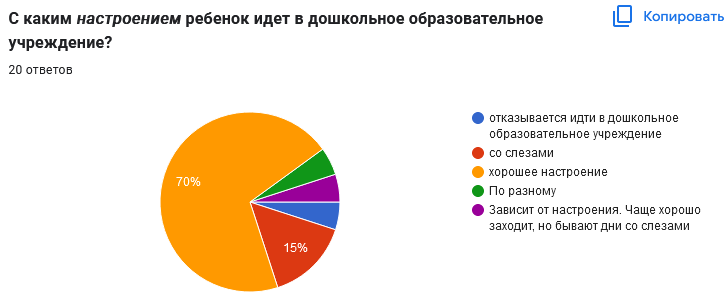 С каким настроением ребенок идет в дошкольное образовательное
учреждение?
Копировать
20 ответов
70%
15%
отказывается идти в дошкольное
образовательное учреждение
со слезами
хорошее настроение
По разному
Зависит от настроения. Чаще хорошо
заходит, но бывают дни со слезами